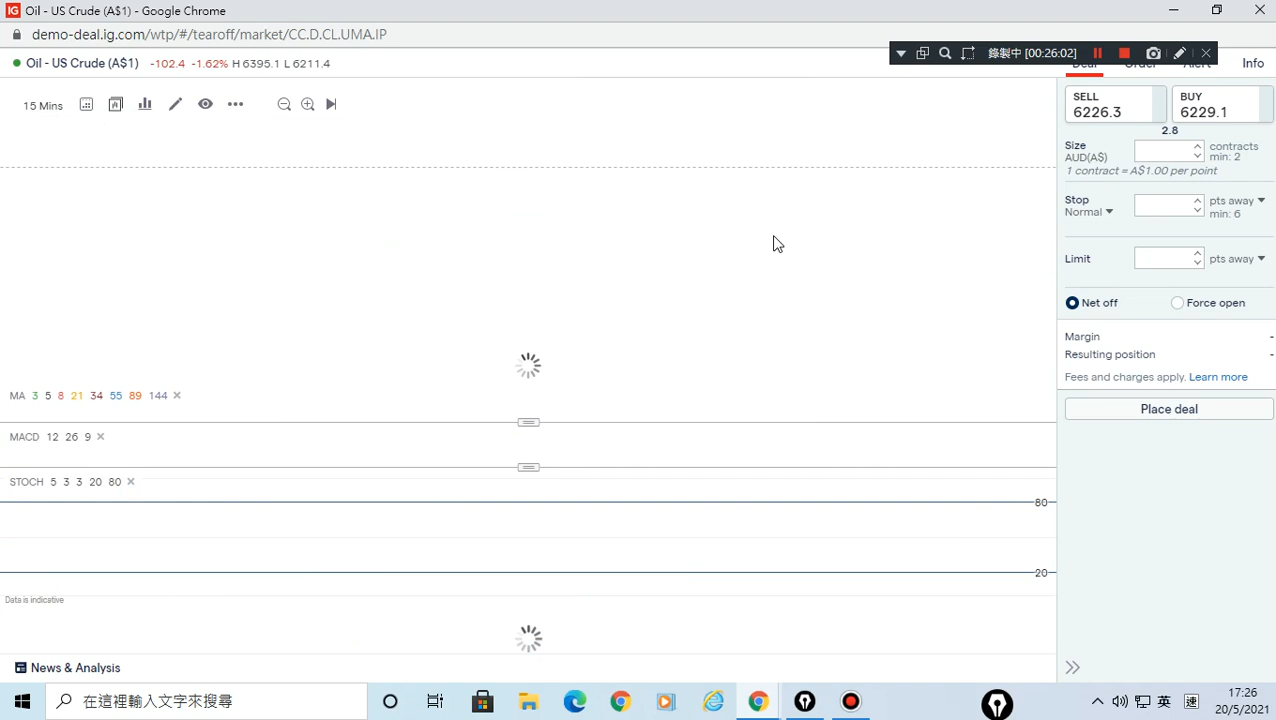 IG Oil - US Crude (A$1) - Google Chrome
demo-deal.ig.com/wtp/#/tearoff/market/CC.D.CL.UMA.IP
錄製中 [00:26:02]
Oil - US Crude (A$1) -102.4 -1.62% H 6395.1 L 6211.4
Deal Order Alert Info
15 Mins
SELL
6226.3
BUY
6229.1
2.8
Size
AUD(A$)
contracts
min: 2
1 contract = A$1.00 per point
Stop
Normal
pts away
min: 6
Limit
pts away
Net off
Force open
Margin -
Resulting position -
Fees and charges apply. Learn more
Place deal
MA 3 5 8 21 34 55 89 144
MACD 12 26 9
STOCH 5 3 3 20 80
80
20
Data is indicative
News & Analysis
在這裡輸入文字來搜尋
英
17:26
20/5/2021